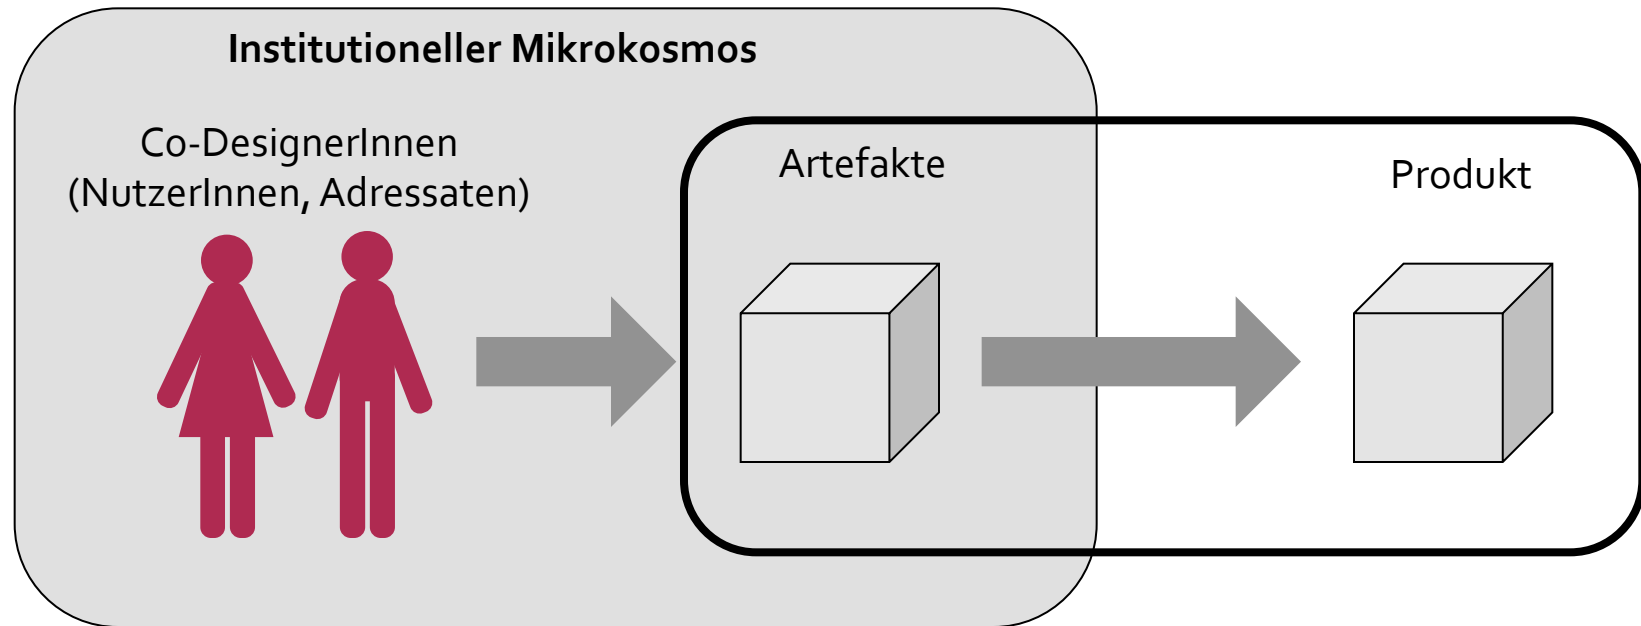 Institutioneller Mikrokosmos
Co-DesignerInnen
(NutzerInnen, Adressaten)
Artefakte
Produkt